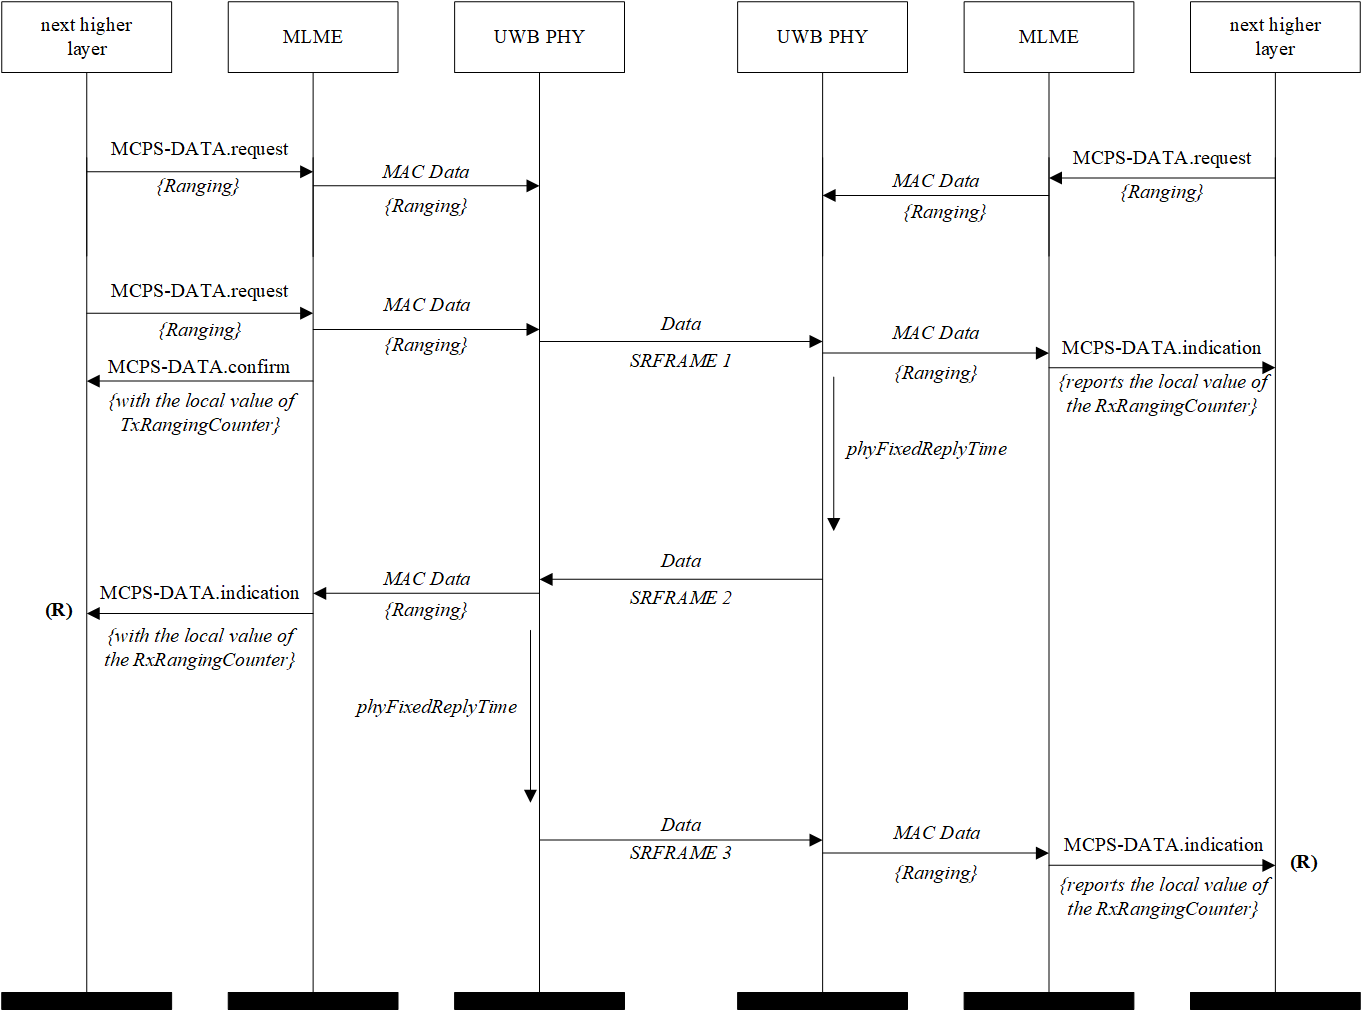 next higher
layer
MLME
UWB PHY
UWB PHY
MLME
next higher
layer
MCPS-DATA.request
{Ranging}
MAC Data
{Ranging}
MCPS-DATA.request
{Ranging}
MAC Data
{Ranging}
MCPS-DATA.request
{Ranging}
MAC Data
{Ranging}
Data
SRFRAME 1
MAC Data
{Ranging}
MCPS-DATA.indication
{reports the local value of
the RxRangingCounter}
MCPS-DATA.confirm
{with the local value of
TxRangingCounter}
phyFixedReplyTime
Data
SRFRAME 2
MAC Data
{Ranging}
MCPS-DATA.indication
(R)
{with the local value of
the RxRangingCounter}
phyFixedReplyTime
Data
SRFRAME 3
MAC Data
{Ranging}
MCPS-DATA.indication
(R)
{reports the local value of
the RxRangingCounter}